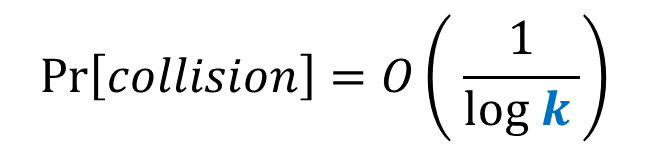 Pr[collision] = O(1 / log k)